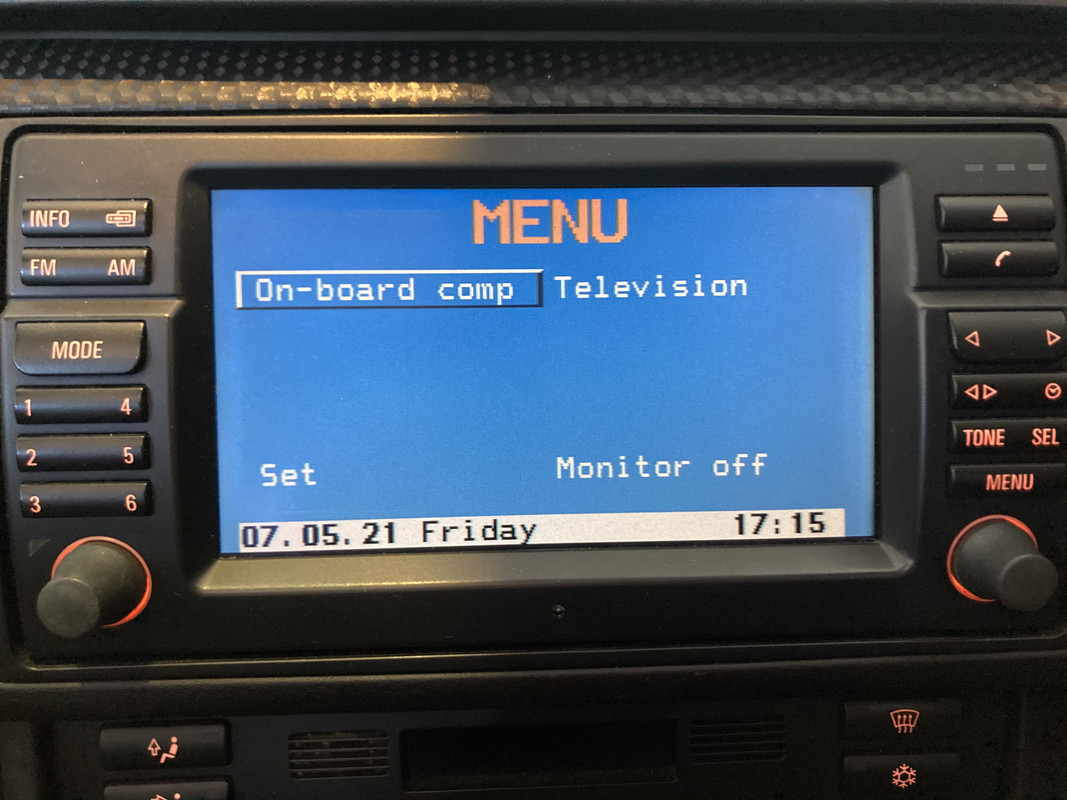 MENU
INFO
FM AM
On-board comp Television
MODE
1 4
2 5
3 6
TONE SEL
MENU
Set Monitor off
07.05.21 Friday 17:15